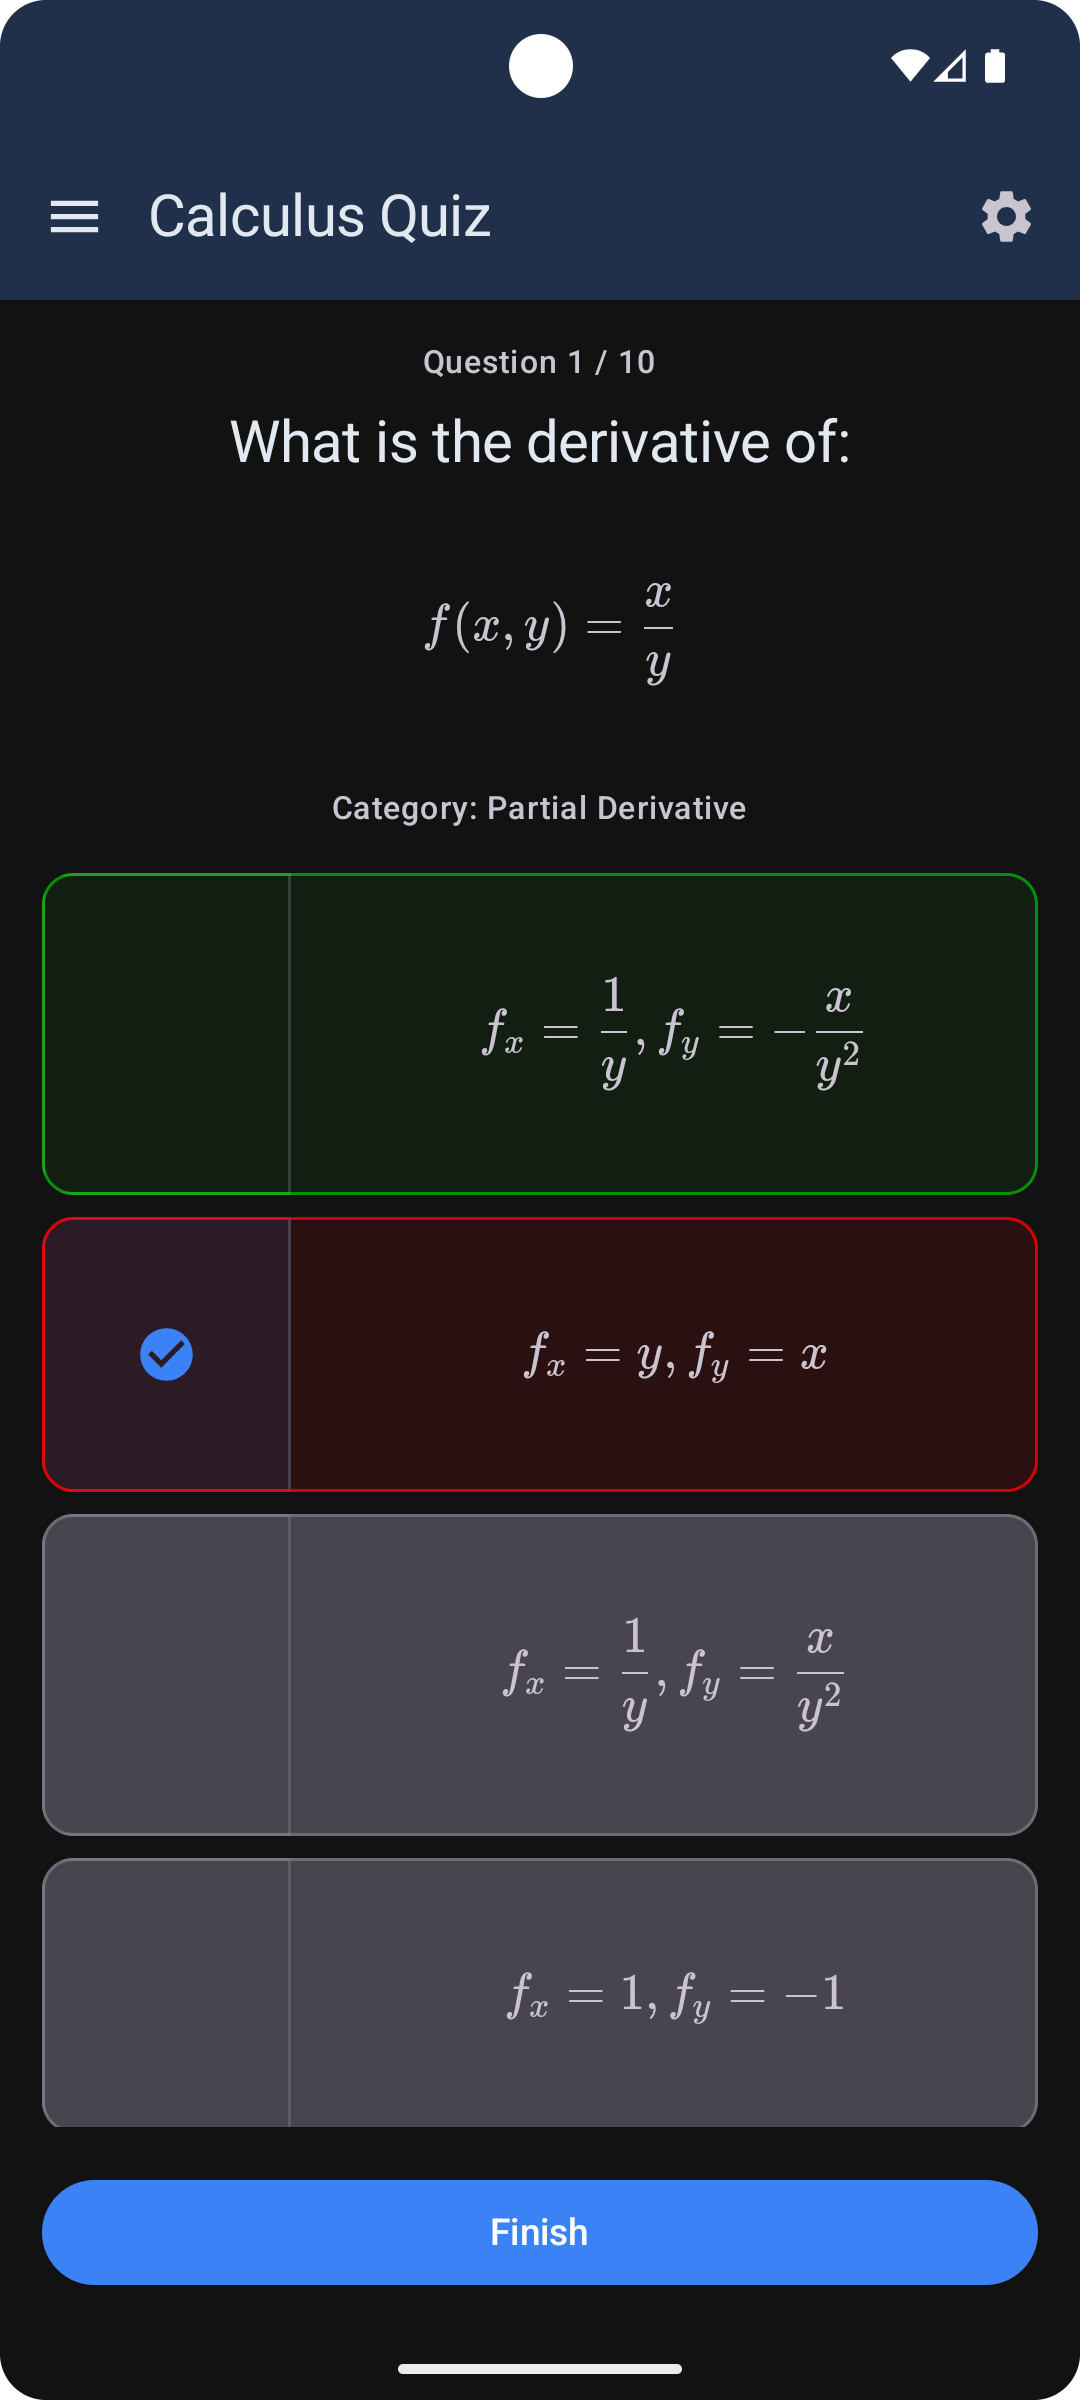 Calculus Quiz
Question 1 / 10
What is the derivative of:
f(x, y) = \frac{x}{y}
Category: Partial Derivative
f_x = \frac{1}{y}, f_y = -\frac{x}{y^2}
f_x = y, f_y = x
f_x = \frac{1}{y}, f_y = \frac{x}{y^2}
f_x = 1, f_y = -1
Finish